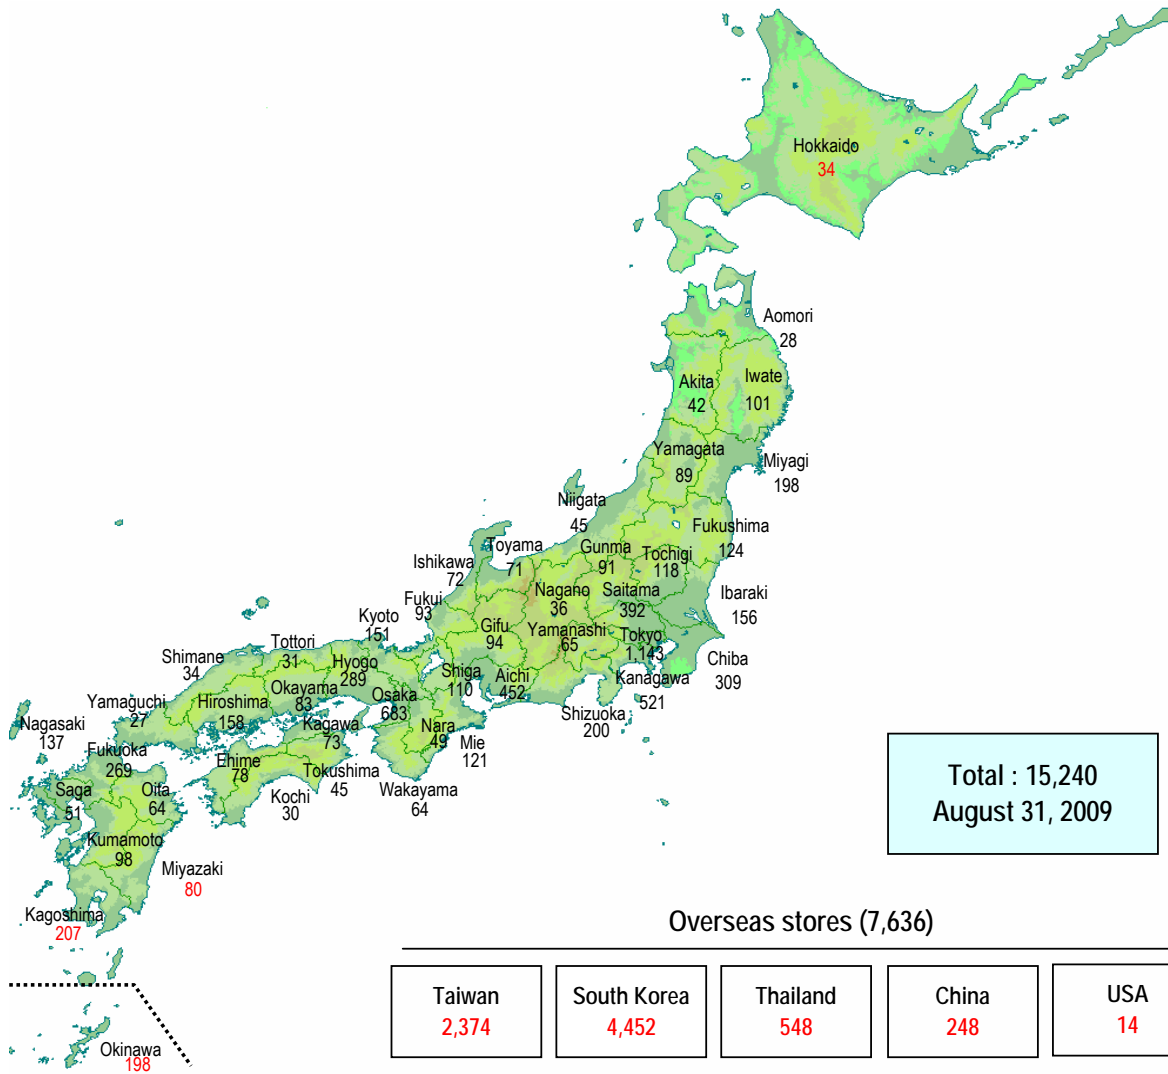 Hokkaido
34
Aomori
28
Akita
42
Iwate
101
Yamagata
89
Miyagi
198
Niigata
45
Fukushima
124
Toyama
71
Gunma
91
Tochigi
118
Ishikawa
72
Nagano
36
Saitama
392
Ibaraki
156
Fukui
93
Kyoto
151
Gifu
94
Yamanashi
65
Tokyo
1,143
Tottori
31
Hyogo
289
Shimane
34
Shiga
110
Aichi
452
Kanagawa
521
Chiba
309
Okayama
83
Osaka
683
Yamaguchi
27
Hiroshima
158
Shizuoka
200
Nagasaki
137
Kagawa
73
Nara
49
Mie
121
Fukuoka
269
Ehime
78
Tokushima
45
Wakayama
64
Saga
51
Oita
64
Kochi
30
Kumamoto
98
Miyazaki
80
Kagoshima
207
Okinawa
198
Total : 15,240
August 31, 2009
Overseas stores (7,636)
Taiwan
2,374
South Korea
4,452
Thailand
548
China
248
USA
14